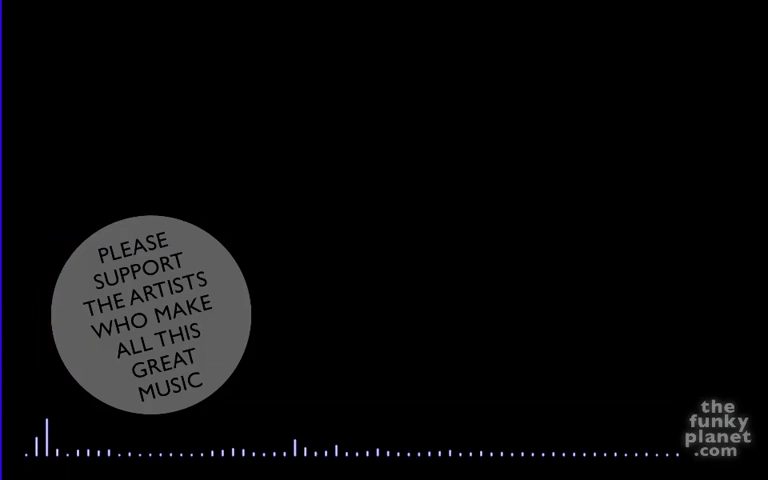 PLEASE
SUPPORT
THE ARTISTS
WHO MAKE
ALL THIS
GREAT
MUSIC
the
funky
planet
.com